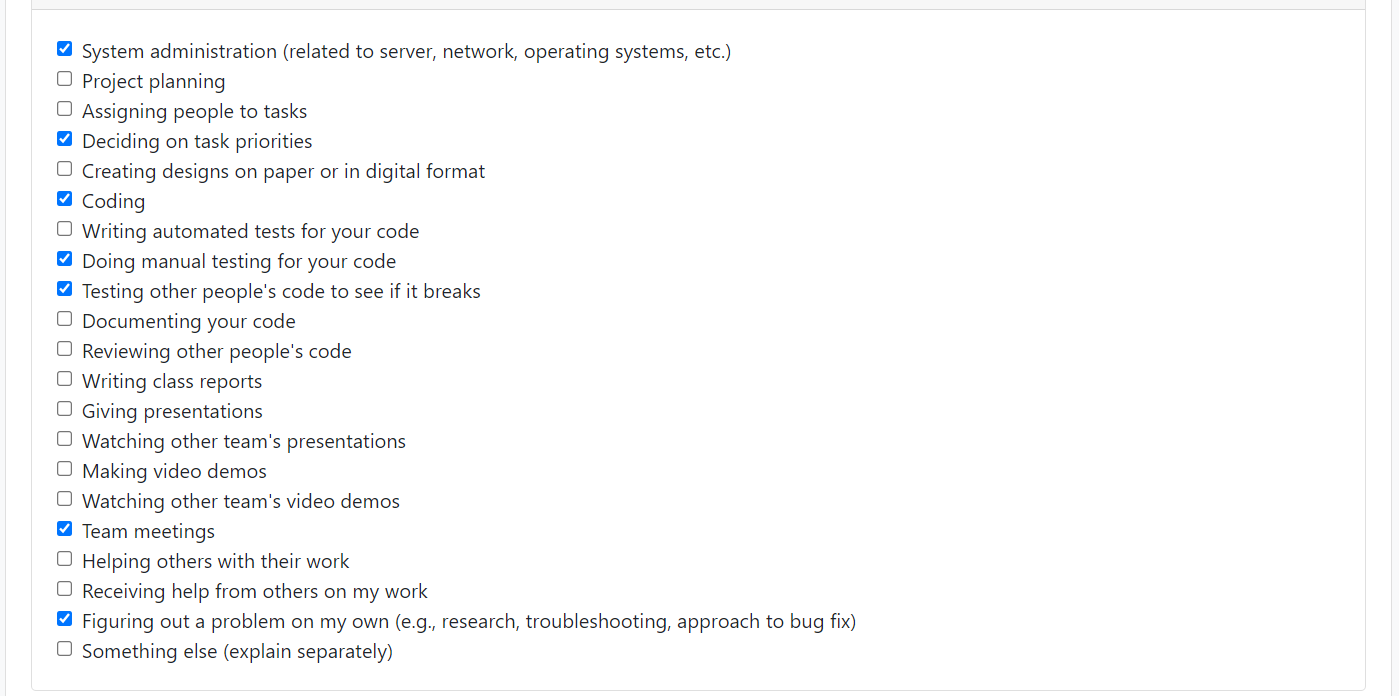 System administration (related to server, network, operating systems, etc.)
Project planning
Assigning people to tasks
Deciding on task priorities
Creating designs on paper or in digital format
Coding
Writing automated tests for your code
Doing manual testing for your code
Testing other people's code to see if it breaks
Documenting your code
Reviewing other people's code
Writing class reports
Giving presentations
Watching other team's presentations
Making video demos
Watching other team's video demos
Team meetings
Helping others with their work
Receiving help from others on my work
Figuring out a problem on my own (e.g., research, troubleshooting, approach to bug fix)
Something else (explain separately)